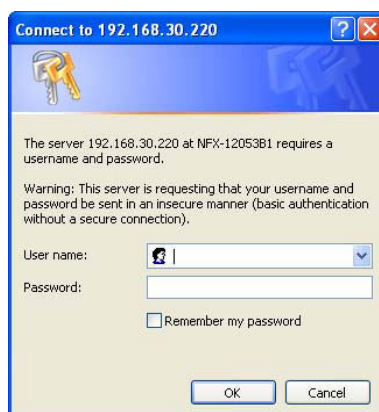 Connect to 192.168.30.220
The server 192.168.30.220 at NFX-12053B1 requires a
username and password.
Warning: This server is requesting that your username and
password be sent in an insecure manner (basic authentication
without a secure connection).
User name:
Password:
Remember my password
OK Cancel